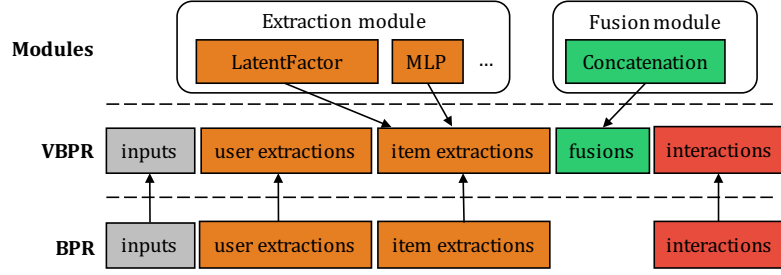 Extraction module
Fusion module
Modules
LatentFactor
MLP
...
Concatenation
VBPR
inputs
user extractions
item extractions
fusions
interactions
BPR
inputs
user extractions
item extractions
interactions